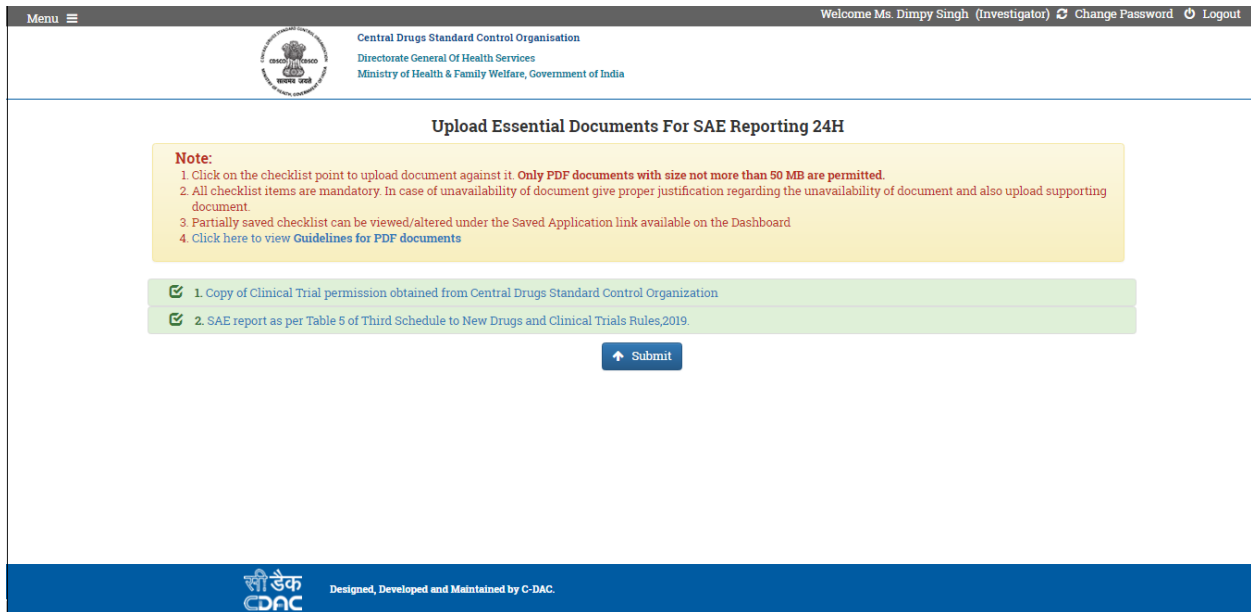 Menu
Welcome Ms. Dimpy Singh (Investigator) Change Password Logout
CDSCO CDSCO
सत्यमेव जयते
Central Drugs Standard Control Organisation
Directorate General Of Health Services
Ministry of Health & Family Welfare, Government of India
Upload Essential Documents For SAE Reporting 24H
Note:
1. Click on the checklist point to upload document against it. Only PDF documents with size not more than 50 MB are permitted.
2. All checklist items are mandatory. In case of unavailability of document give proper justification regarding the unavailability of document and also upload supporting
document.
3. Partially saved checklist can be viewed/altered under the Saved Application link available on the Dashboard
4. Click here to view Guidelines for PDF documents
1. Copy of Clinical Trial permission obtained from Central Drugs Standard Control Organization
2. SAE report as per Table 5 of Third Schedule to New Drugs and Clinical Trials Rules,2019.
Submit
सी डैक
CDAC
Designed, Developed and Maintained by C-DAC.